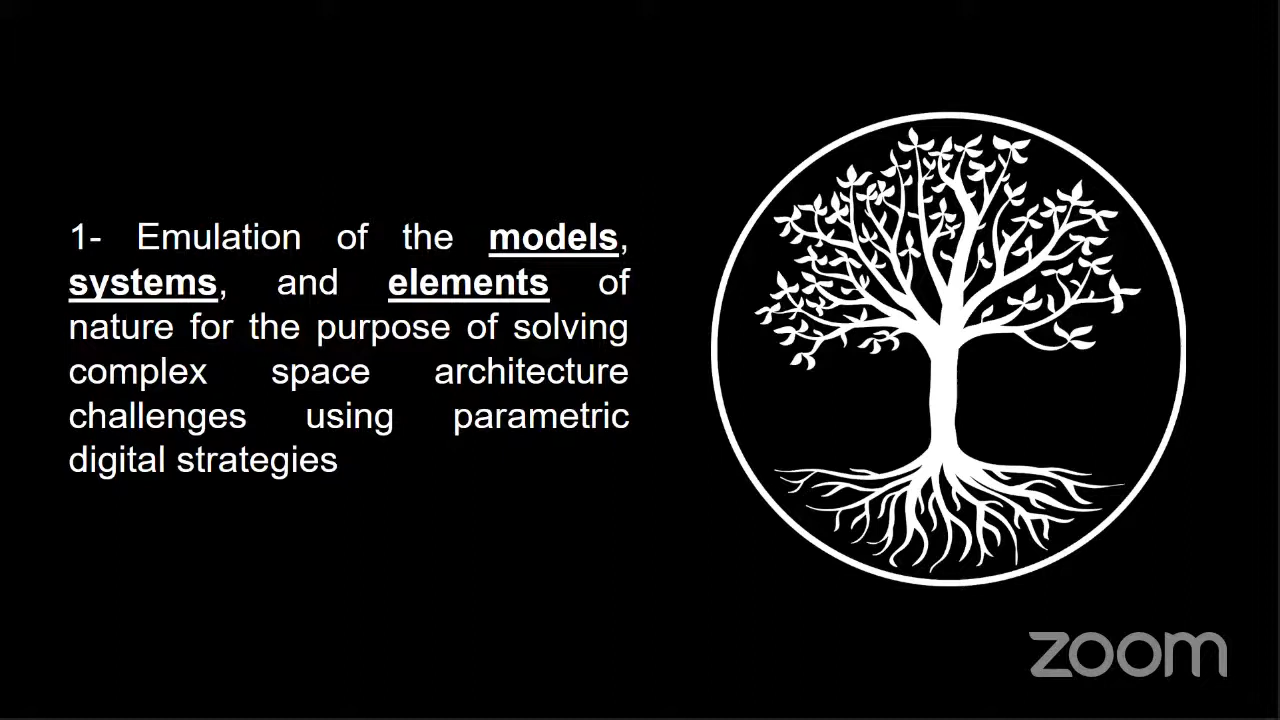 1- Emulation of the models,
systems, and elements of
nature for the purpose of solving
complex space architecture
challenges using parametric
digital strategies
zoom